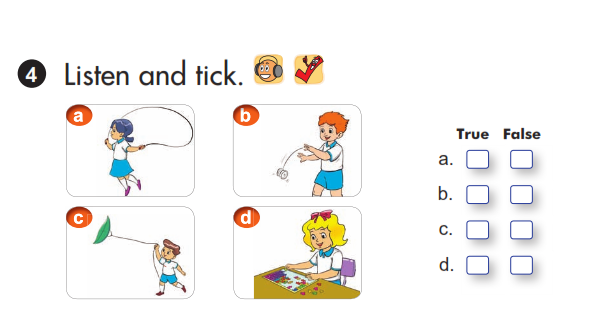 4 Listen and tick.
a
b
c
d
True False
a.
b.
c.
d.